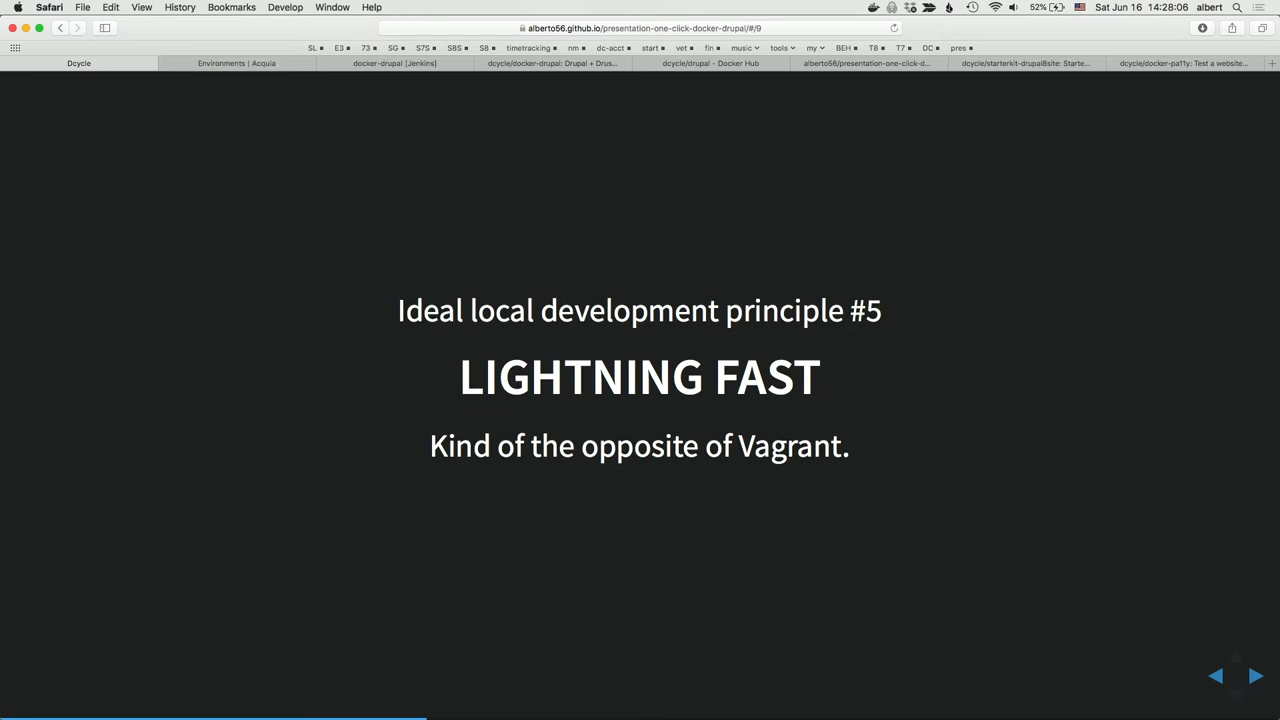 Safari File Edit View History Bookmarks Develop Window Help 52% Sat Jun 16 14:28:06 albert
alberto56.github.io/presentation-one-click-docker-drupal/#/9
SL E3 73 SG S7S S8S S8 timetracking nm dc-acct start vet fin music tools my BEH T8 T7 DC pres
Dcycle Environments | Acquia docker-drupal [Jenkins] dcycle/docker-drupal: Drupal + Drus... dcycle/drupal - Docker Hub alberto56/presentation-one-click-d... dcycle/starterkit-drupal8site: Starte... dcycle/docker-pa11y: Test a website...
Ideal local development principle #5
LIGHTNING FAST
Kind of the opposite of Vagrant.